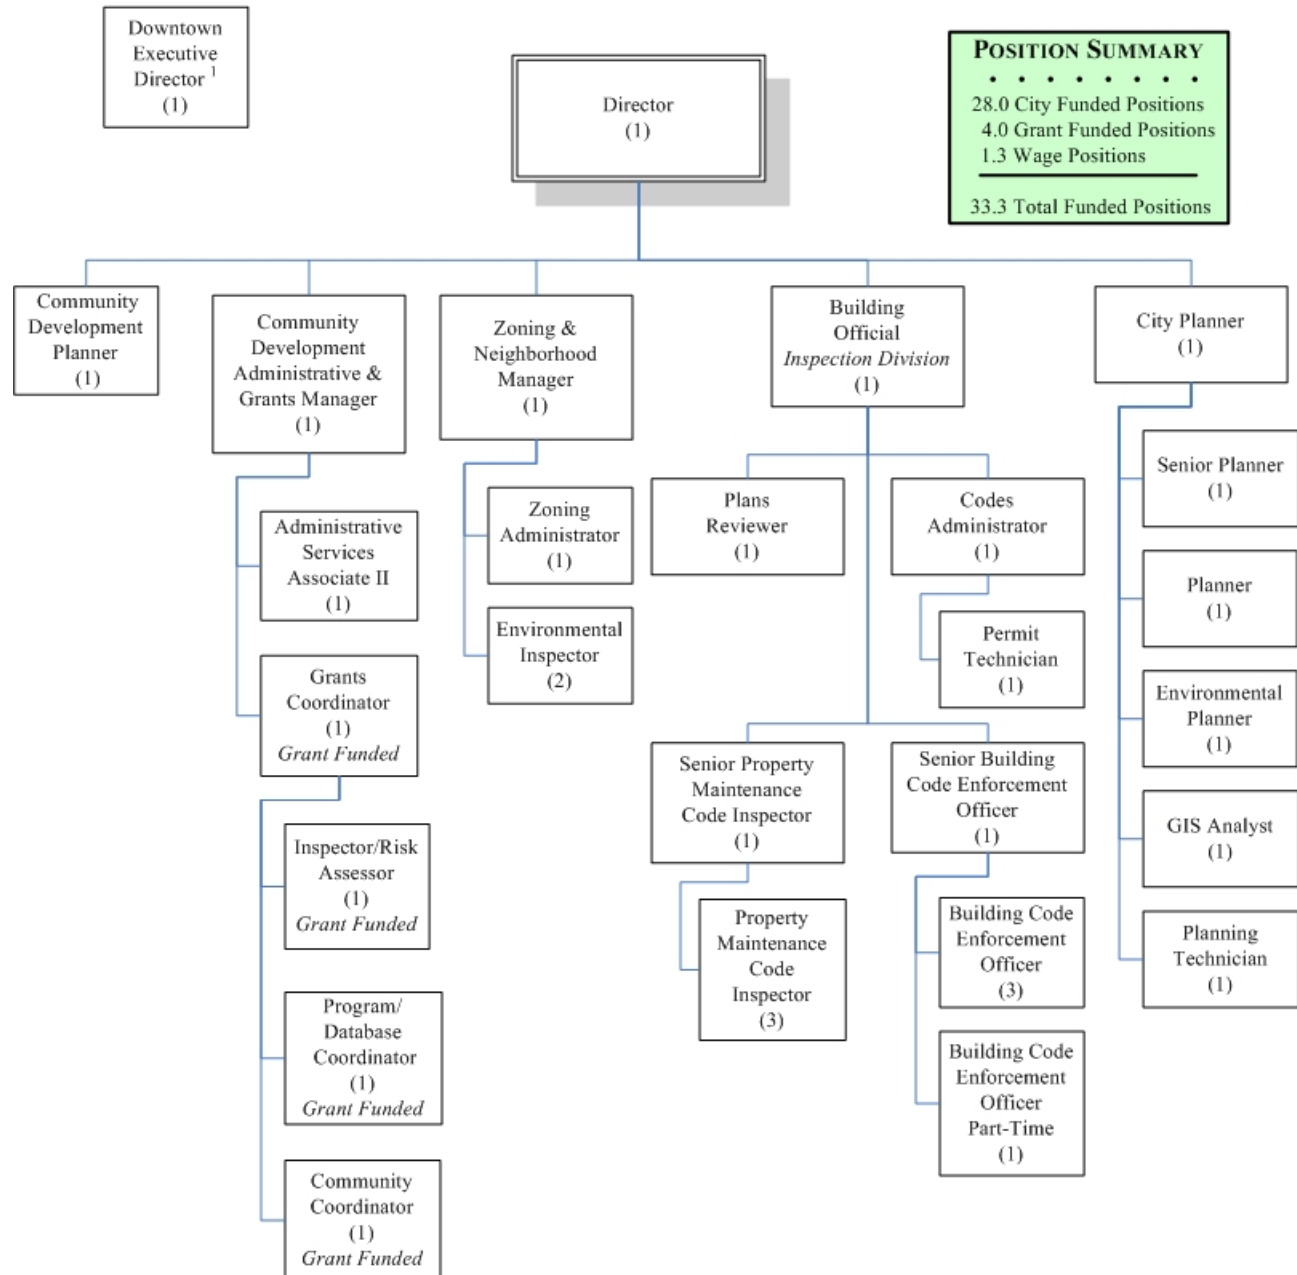 Downtown
Executive
Director 1
(1)
Director
(1)
POSITION SUMMARY
28.0 City Funded Positions
4.0 Grant Funded Positions
1.3 Wage Positions
33.3 Total Funded Positions
Community
Development
Planner
(1)
Community
Development
Administrative &
Grants Manager
(1)
Zoning &
Neighborhood
Manager
(1)
Building
Official
Inspection Division
(1)
City Planner
(1)
Administrative
Services
Associate II
(1)
Grants
Coordinator
(1)
Grant Funded
Inspector/Risk
Assessor
(1)
Grant Funded
Program/
Database
Coordinator
(1)
Grant Funded
Community
Coordinator
(1)
Grant Funded
Zoning
Administrator
(1)
Environmental
Inspector
(2)
Plans
Reviewer
(1)
Codes
Administrator
(1)
Permit
Technician
(1)
Senior Property
Maintenance
Code Inspector
(1)
Property
Maintenance
Code
Inspector
(3)
Senior Building
Code Enforcement
Officer
(1)
Building Code
Enforcement
Officer
(3)
Building Code
Enforcement
Officer
Part-Time
(1)
Senior Planner
(1)
Planner
(1)
Environmental
Planner
(1)
GIS Analyst
(1)
Planning
Technician
(1)